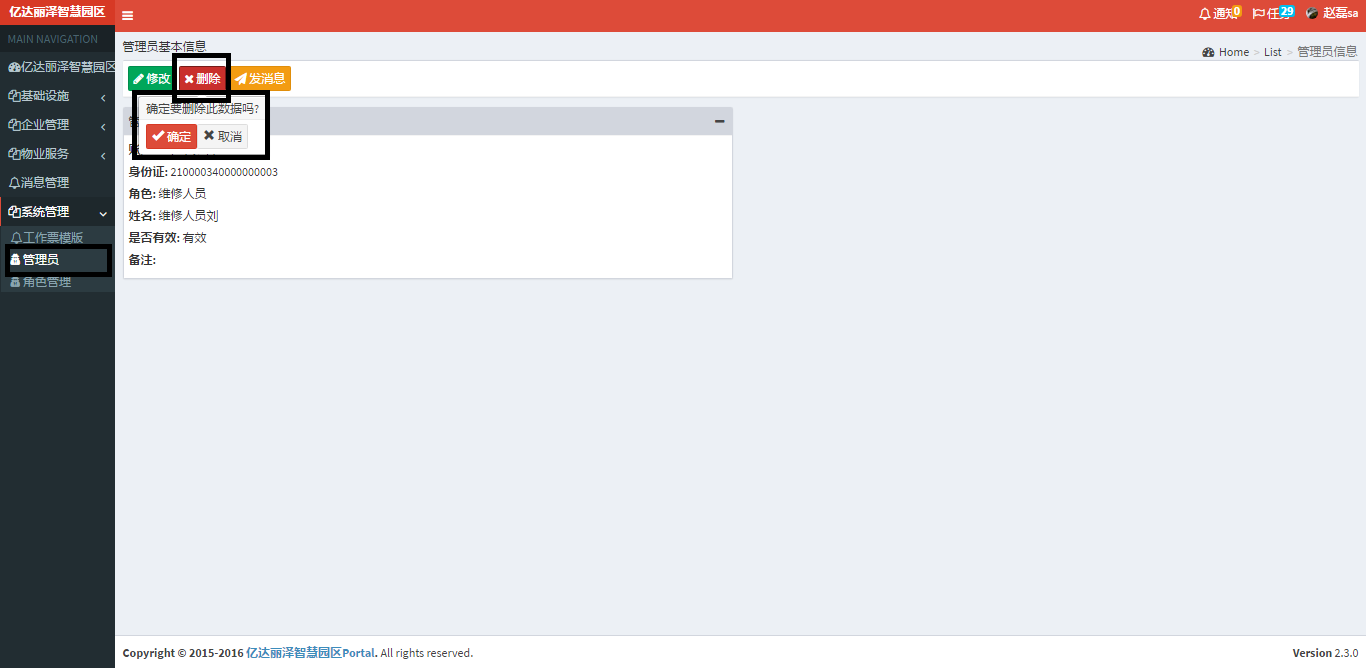 亿达丽泽智慧园区
通知 0 任务 29 赵磊sa
MAIN NAVIGATION
亿达丽泽智慧园区
基础设施
企业管理
物业服务
消息管理
系统管理
工作票模版
管理员
角色管理
管理员基本信息
Home > List > 管理员信息
修改 删除 发消息
确定要删除此数据吗?
确定 取消
身份证: 210000340000000003
角色: 维修人员
姓名: 维修人员刘
是否有效: 有效
备注:
Copyright © 2015-2016 亿达丽泽智慧园区Portal. All rights reserved.
Version 2.3.0